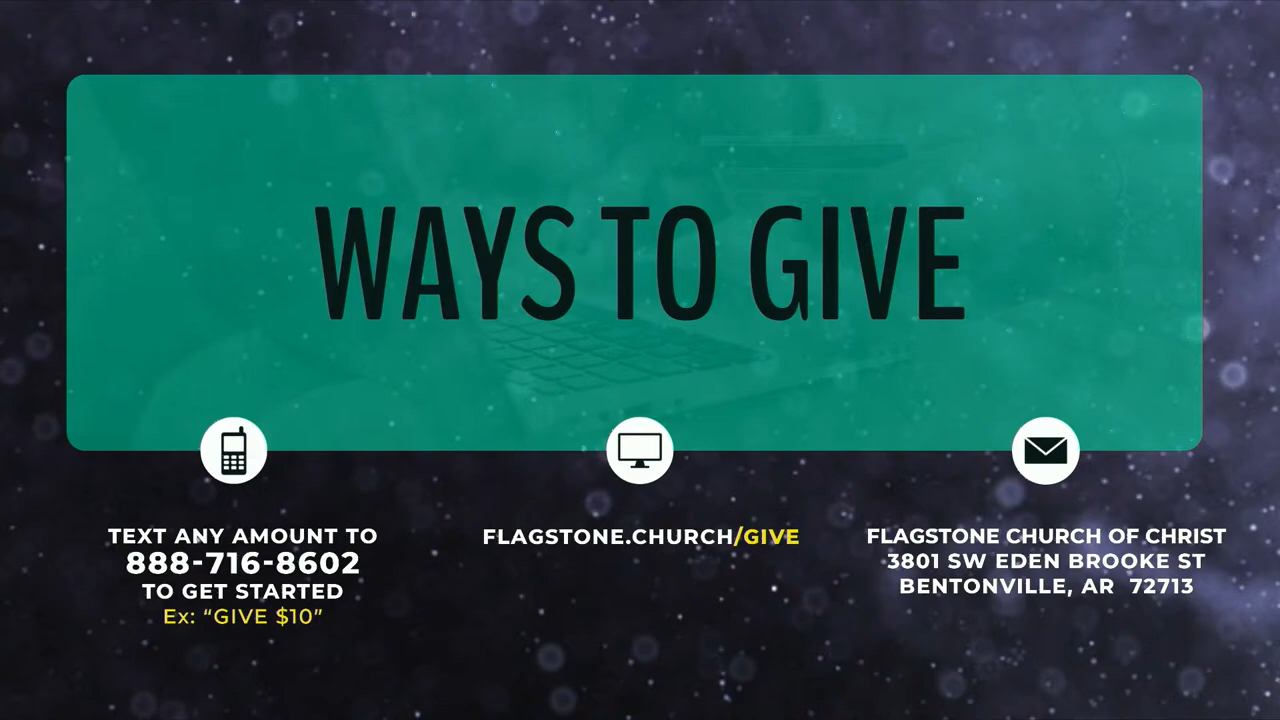 WAYS TO GIVE
TEXT ANY AMOUNT TO
888-716-8602
TO GET STARTED
Ex: “GIVE $10”
FLAGSTONE.CHURCH/GIVE
FLAGSTONE CHURCH OF CHRIST
3801 SW EDEN BROOKE ST
BENTONVILLE, AR  72713